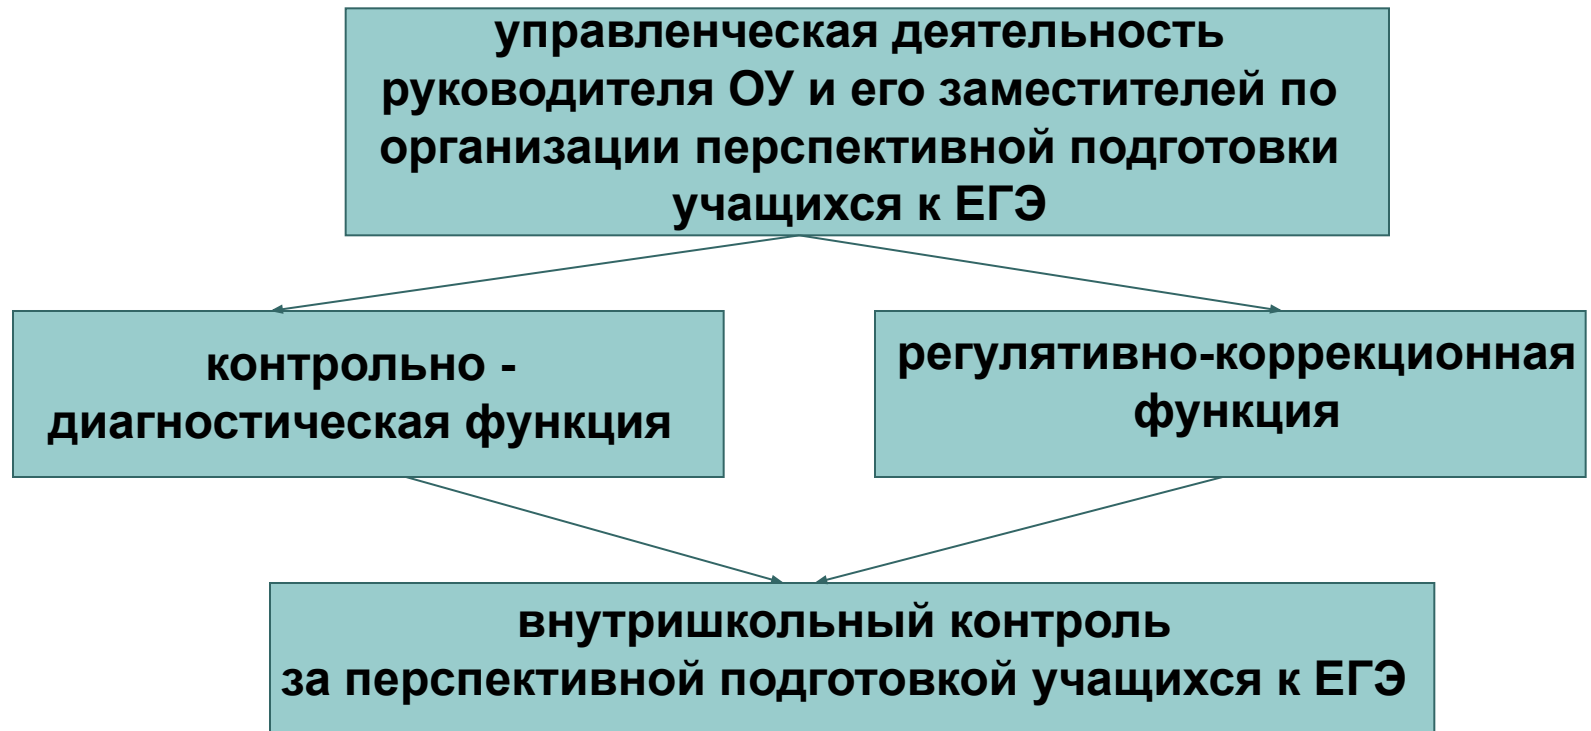 управленческая деятельность
руководителя ОУ и его заместителей по
организации перспективной подготовки
учащихся к ЕГЭ
контрольно -
диагностическая функция
регулятивно-коррекционная
функция
внутришкольный контроль
за перспективной подготовкой учащихся к ЕГЭ